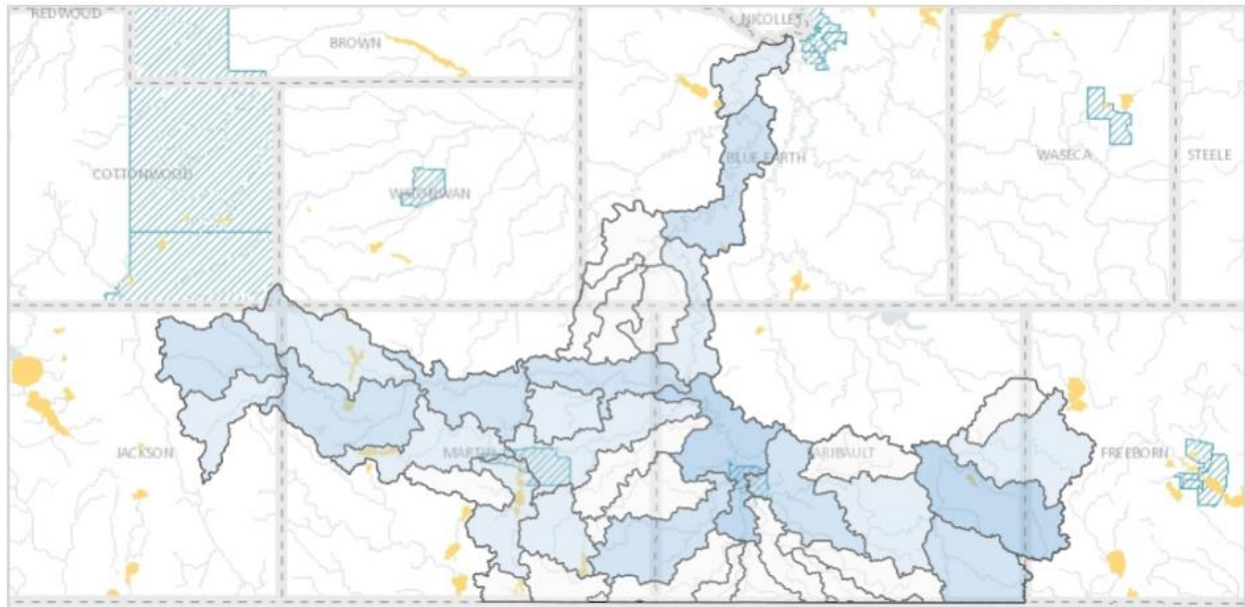 REDWOOD
NICOLLET
BROWN
BLUE EARTH
WASECA
STEELE
COTTONWOOD
WATONWAN
JACKSON
MARTIN
FARIBAULT
FREEBORN